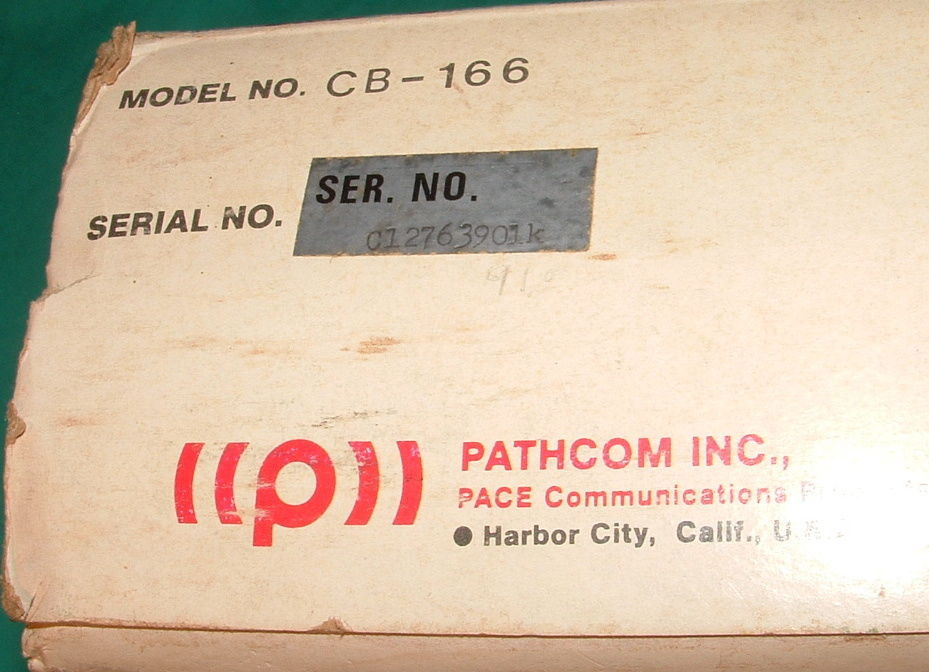 MODEL NO. CB-166
SER. NO.
SERIAL NO.
C12763901k
((p))
PATHCOM INC.,
PACE Communications
● Harbor City, Calif.,